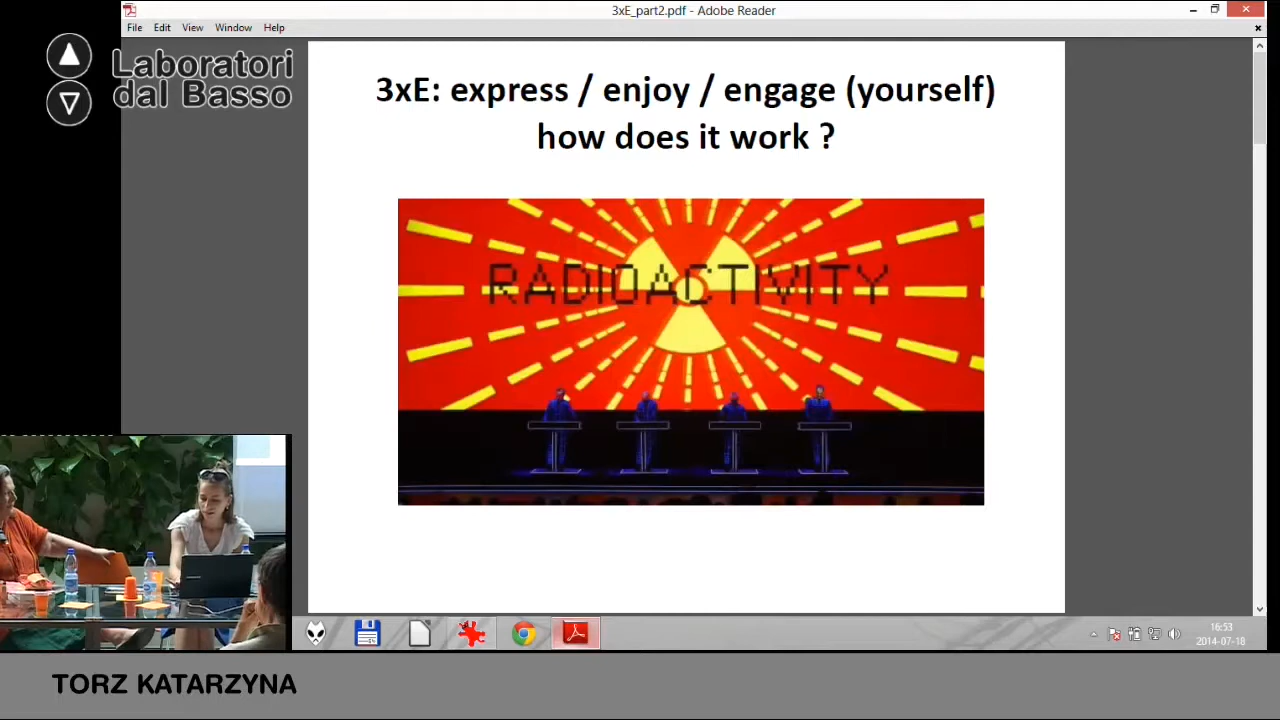 3xE_part2.pdf - Adobe Reader
File Edit View Window Help
Laboratori
dal Basso
3xE: express / enjoy / engage (yourself)
how does it work ?
RADIOACTIVITY
16:53
2014-07-18
TORZ KATARZYNA